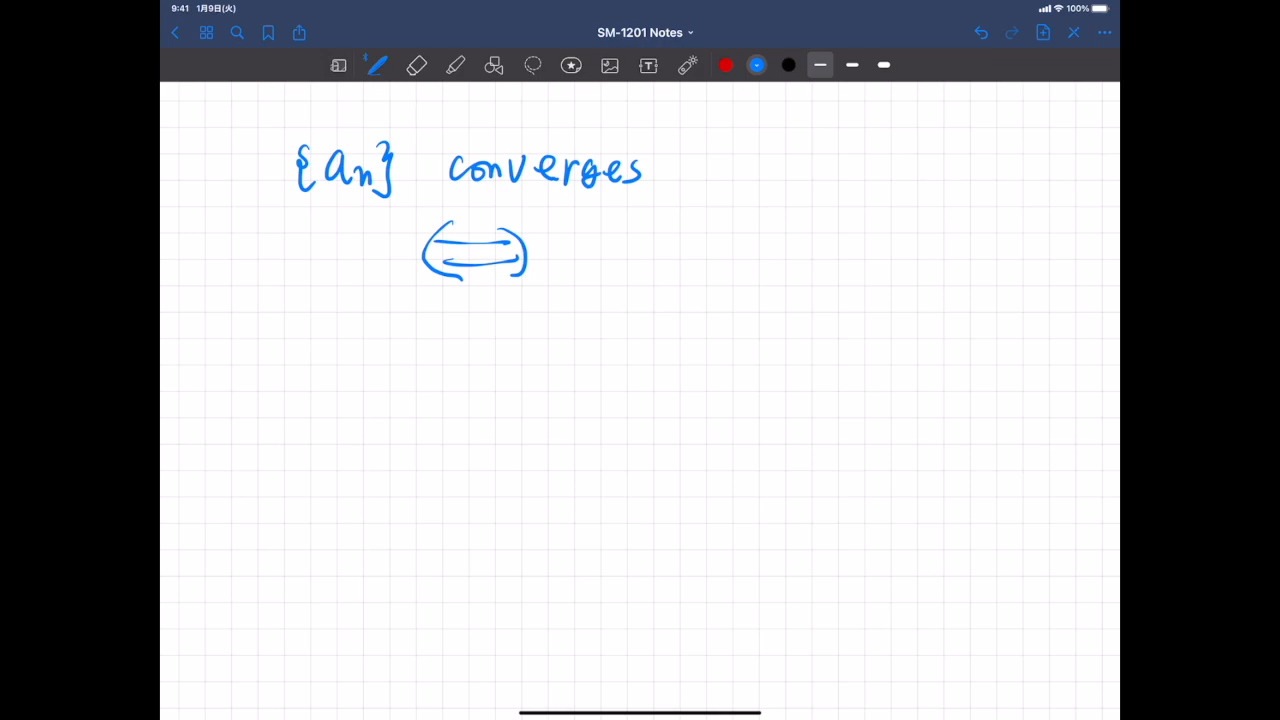 9:41 1月9日(火) 100%
SM-1201 Notes
T
{an} converges
⟺